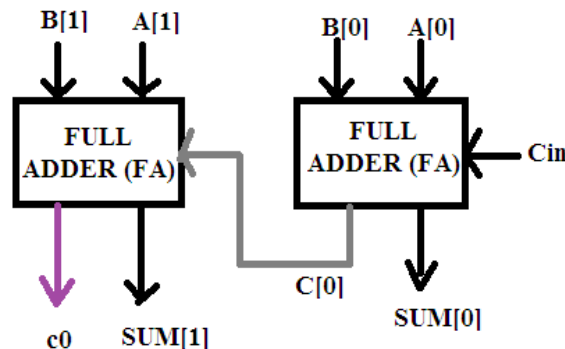 B[1] A[1] B[0] A[0]
FULL
ADDER (FA)
FULL
ADDER (FA)
Cin
C[0]
c0 SUM[1] SUM[0]